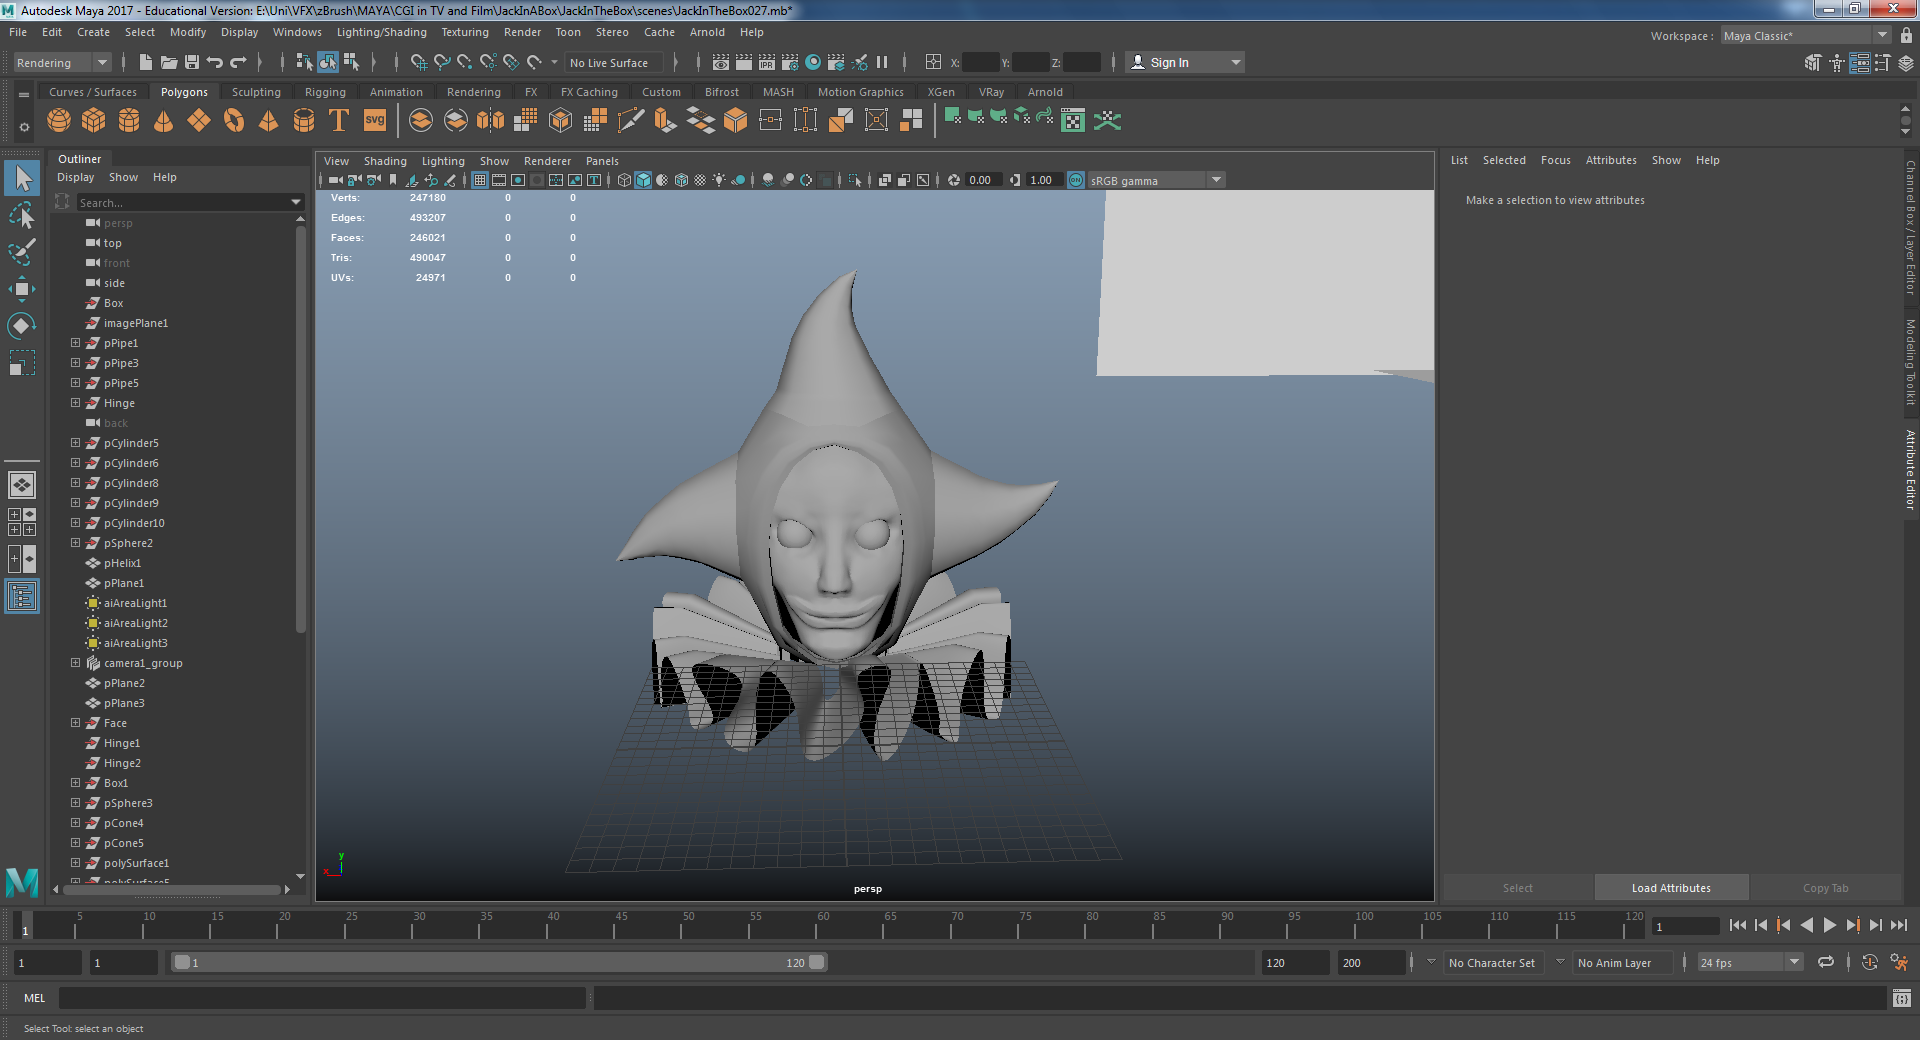 Autodesk Maya 2017 - Educational Version: E:\Uni\VFX\zBrush\MAYA\CGI in TV and Film\JackInABox\JackInTheBox\scenes\JackInTheBox027.mb*
File Edit Create Select Modify Display Windows Lighting/Shading Texturing Render Toon Stereo Cache Arnold Help
Workspace : Maya Classic*
Rendering No Live Surface X: Y: Z: Sign In
Curves / Surfaces Polygons Sculpting Rigging Animation Rendering FX FX Caching Custom Bifrost MASH Motion Graphics XGen VRay Arnold
T svg
Outliner
Display Show Help
Search...
persp
top
front
side
Box
imagePlane1
pPipe1
pPipe3
pPipe5
Hinge
back
pCylinder5
pCylinder6
pCylinder8
pCylinder9
pCylinder10
pSphere2
pHelix1
pPlane1
aiAreaLight1
aiAreaLight2
aiAreaLight3
camera1_group
pPlane2
pPlane3
Face
Hinge1
Hinge2
Box1
pSphere3
pCone4
pCone5
polySurface1
View Shading Lighting Show Renderer Panels
0.00 1.00 ON sRGB gamma
Verts: 247180 0 0
Edges: 493207 0 0
Faces: 246021 0 0
Tris: 490047 0 0
UVs: 24971 0 0
y
x
persp
List Selected Focus Attributes Show Help
Make a selection to view attributes
Select Load Attributes Copy Tab
Channel Box / Layer Editor
Modeling Toolkit
Attribute Editor
1 5 10 15 20 25 30 35 40 45 50 55 60 65 70 75 80 85 90 95 100 105 110 115 120 1
1 1 1 120 120 200 No Character Set No Anim Layer 24 fps
MEL
Select Tool: select an object